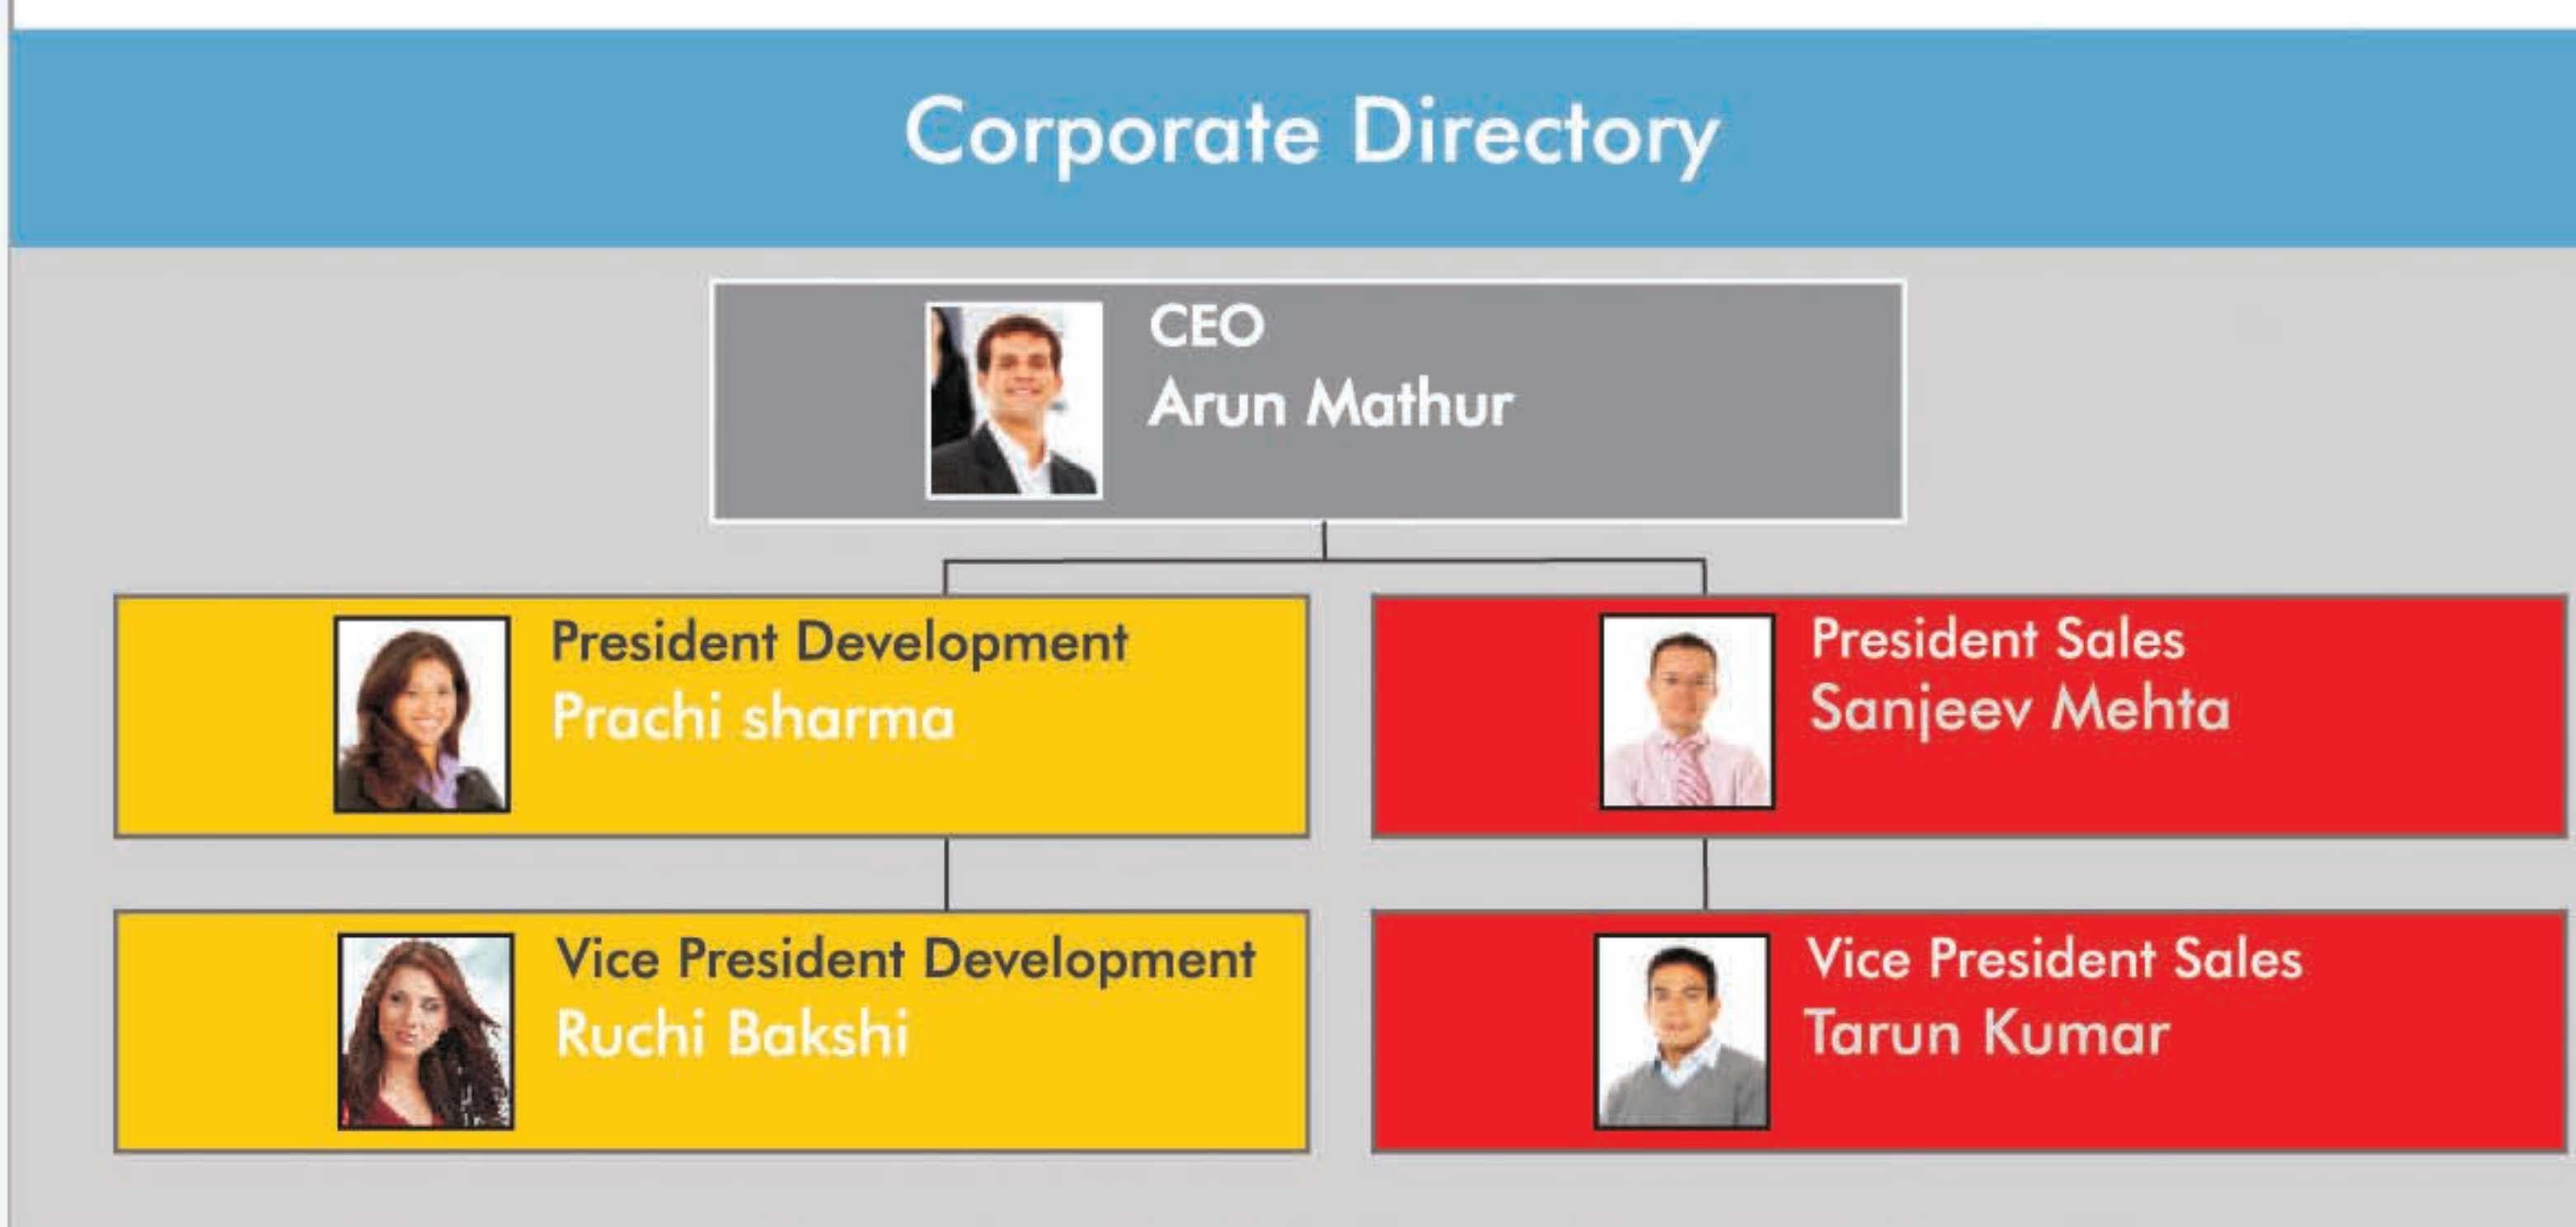 Corporate Directory
CEO
Arun Mathur
President Development
Prachi sharma
President Sales
Sanjeev Mehta
Vice President Development
Ruchi Bakshi
Vice President Sales
Tarun Kumar